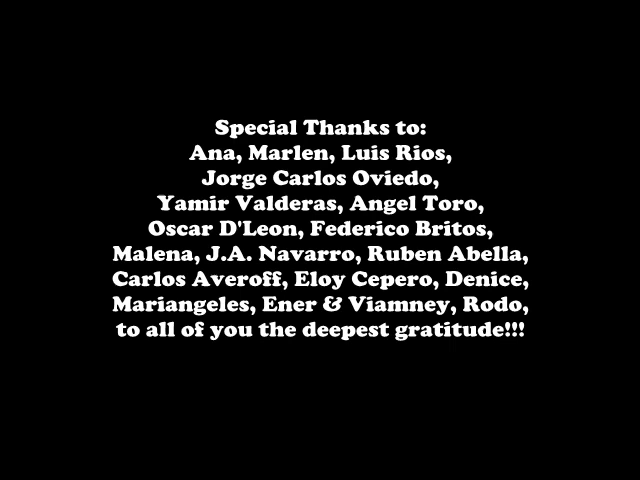 Special Thanks to:
Ana, Marlen, Luis Rios,
Jorge Carlos Oviedo,
Yamir Valderas, Angel Toro,
Oscar D'Leon, Federico Britos,
Malena, J.A. Navarro, Ruben Abella,
Carlos Averoff, Eloy Cepero, Denice,
Mariangeles, Ener & Viamney, Rodo,
to all of you the deepest gratitude!!!